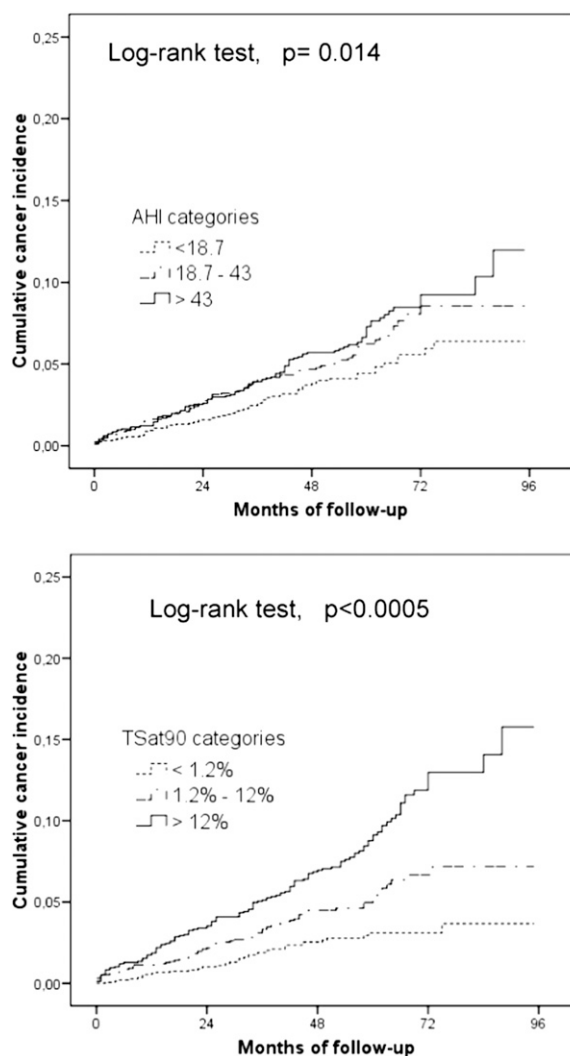 0,25
Log-rank test, p= 0.014
0,20
Cumulative cancer incidence
0,15
AHI categories
<18.7
18.7 - 43
> 43
0,10
0,05
0,00
0 24 48 72 96
Months of follow-up
0,25
Log-rank test, p<0.0005
0,20
Cumulative cancer incidence
0,15
TSat90 categories
< 1.2%
1.2% - 12%
> 12%
0,10
0,05
0,00
0 24 48 72 96
Months of follow-up